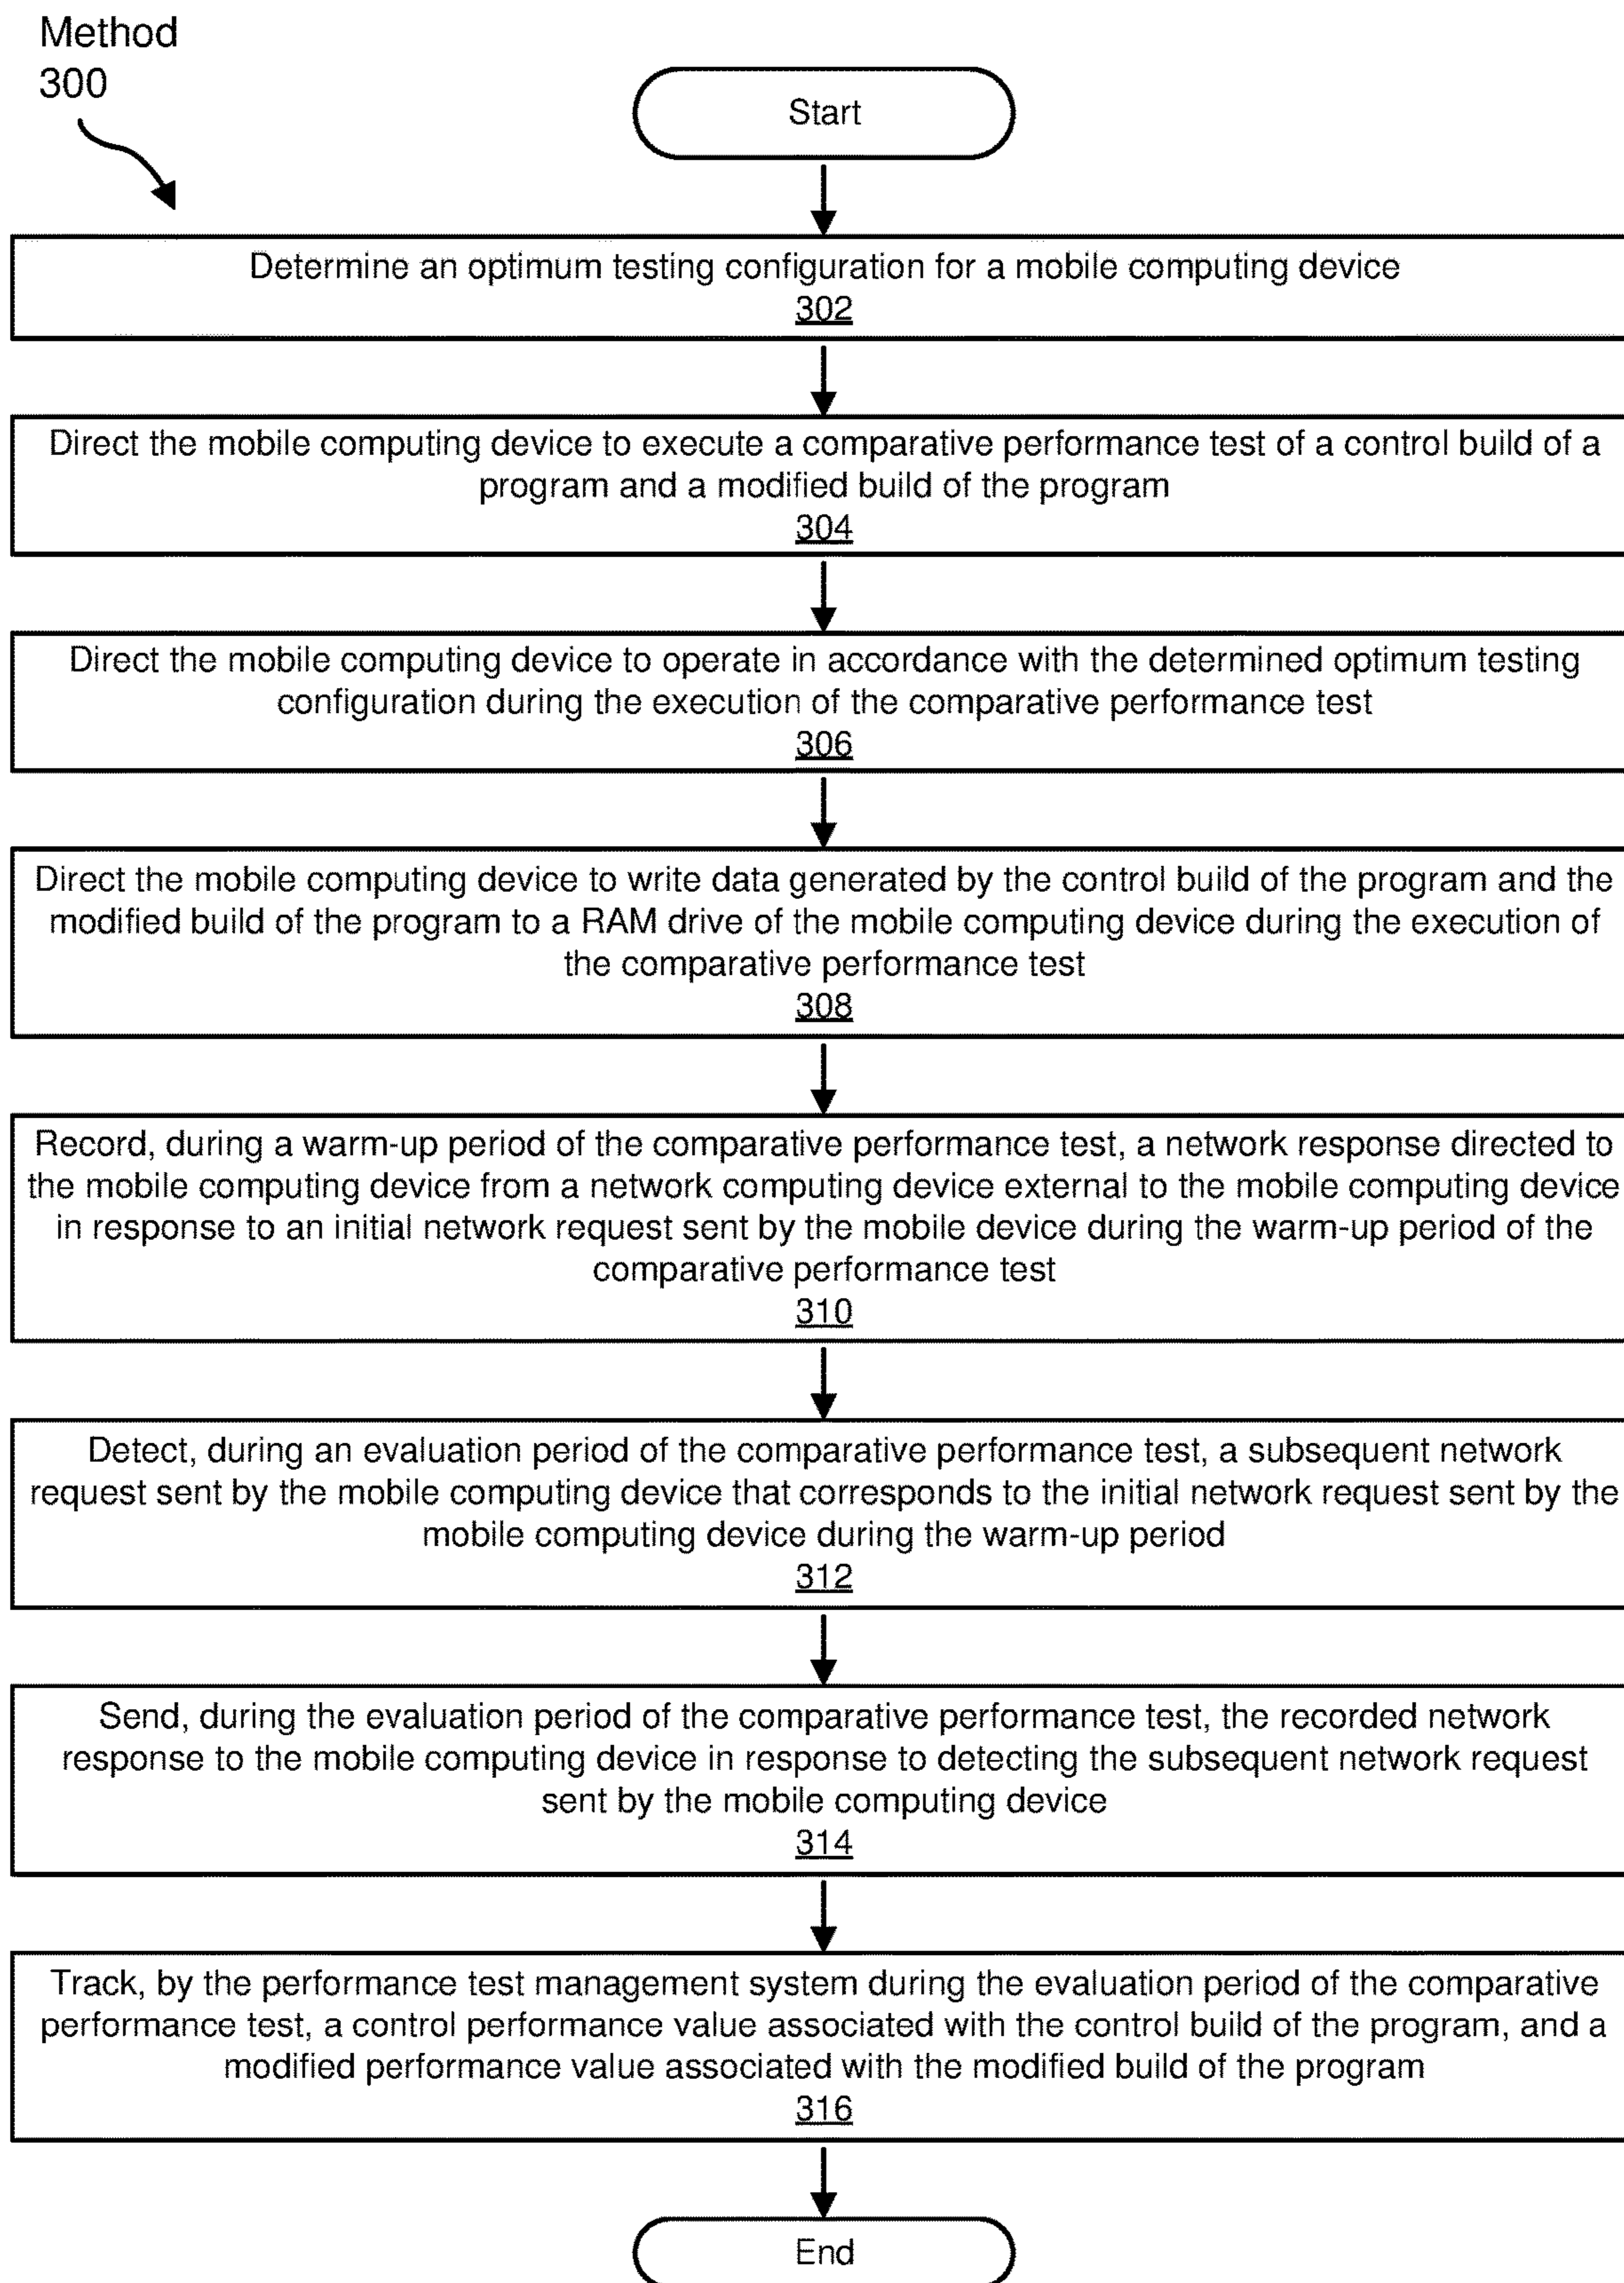 Method
300
Start
Determine an optimum testing configuration for a mobile computing device
302
Direct the mobile computing device to execute a comparative performance test of a control build of a
program and a modified build of the program
304
Direct the mobile computing device to operate in accordance with the determined optimum testing
configuration during the execution of the comparative performance test
306
Direct the mobile computing device to write data generated by the control build of the program and the
modified build of the program to a RAM drive of the mobile computing device during the execution of
the comparative performance test
308
Record, during a warm-up period of the comparative performance test, a network response directed to
the mobile computing device from a network computing device external to the mobile computing device
in response to an initial network request sent by the mobile device during the warm-up period of the
comparative performance test
310
Detect, during an evaluation period of the comparative performance test, a subsequent network
request sent by the mobile computing device that corresponds to the initial network request sent by the
mobile computing device during the warm-up period
312
Send, during the evaluation period of the comparative performance test, the recorded network
response to the mobile computing device in response to detecting the subsequent network request
sent by the mobile computing device
314
Track, by the performance test management system during the evaluation period of the comparative
performance test, a control performance value associated with the control build of the program, and a
modified performance value associated with the modified build of the program
316
End